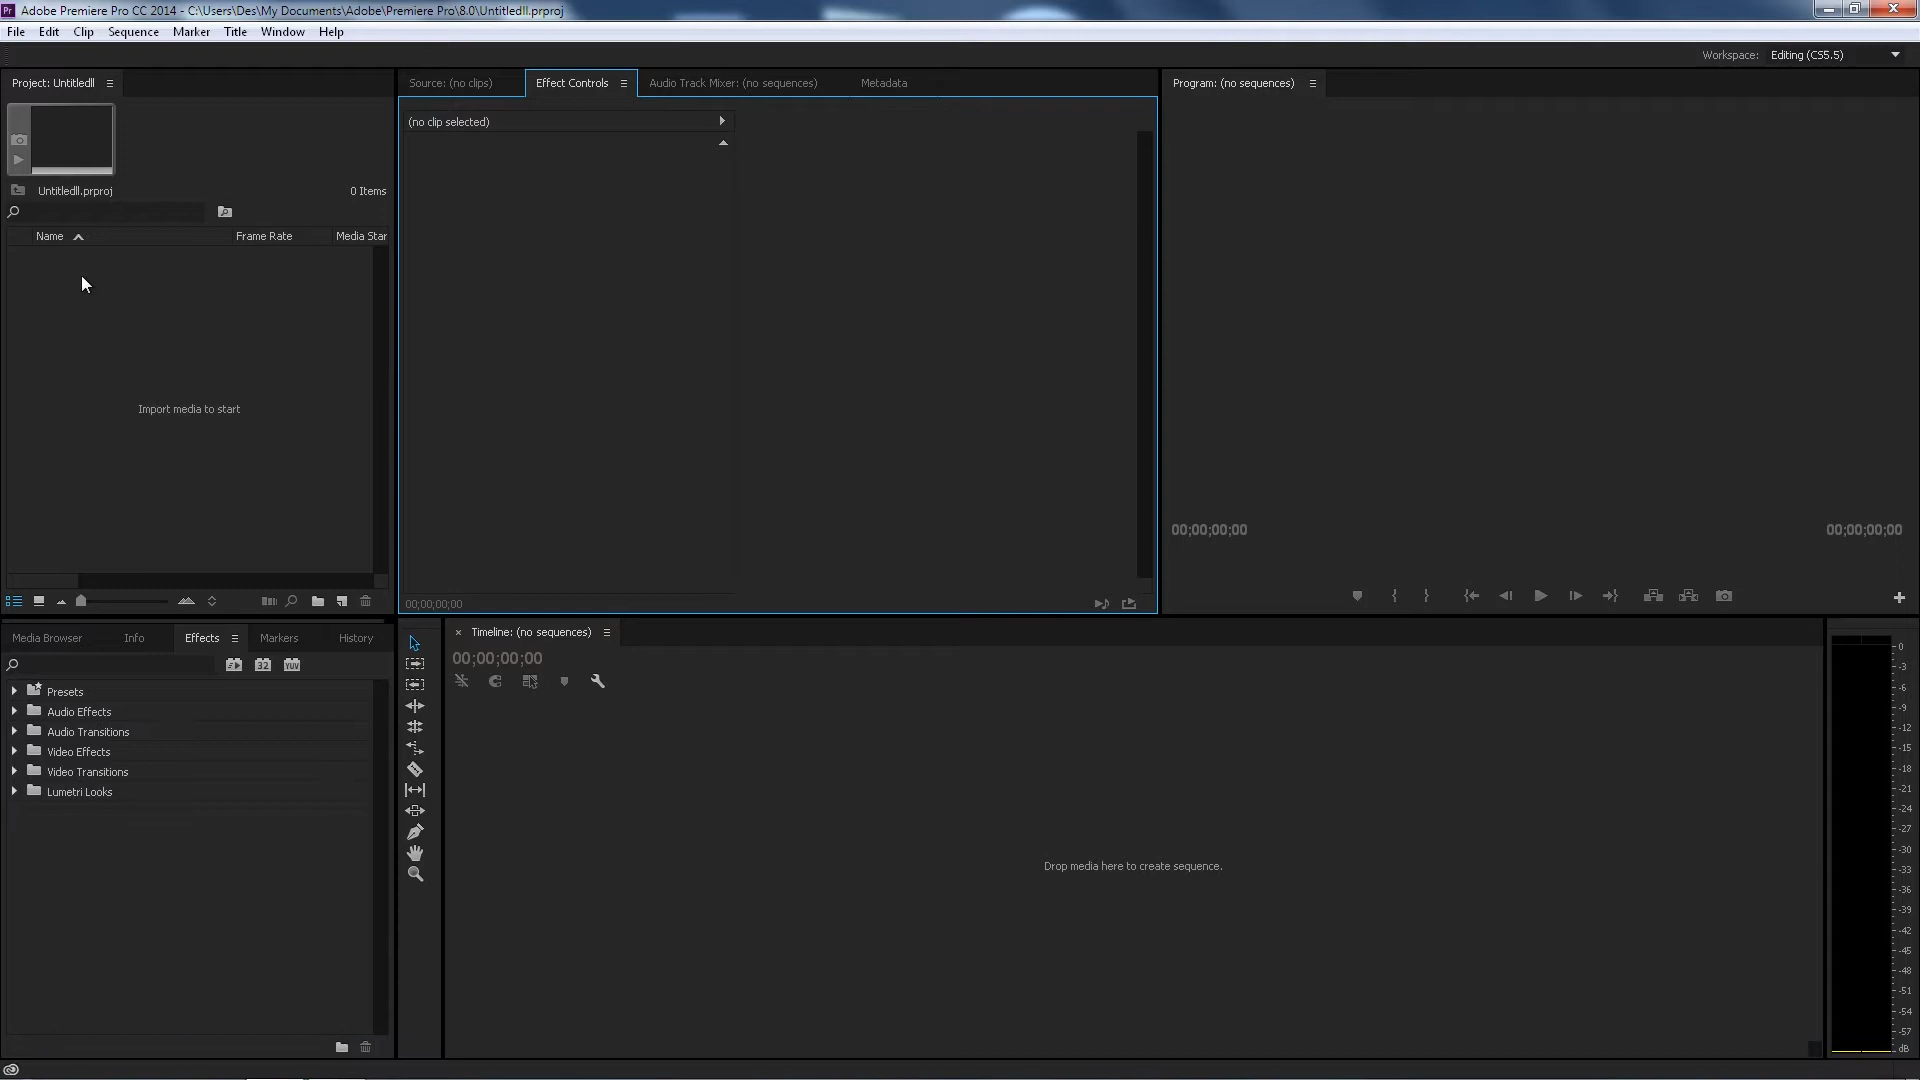 Pr Adobe Premiere Pro CC 2014 - C:\Users\Des\My Documents\Adobe\Premiere Pro\8.0\Untitledll.prproj
File Edit Clip Sequence Marker Title Window Help
Workspace: Editing (CS5.5)
Project: Untitledll
Untitledll.prproj
0 Items
Name Frame Rate Media Star
Import media to start
Source: (no clips) Effect Controls Audio Track Mixer: (no sequences) Metadata
(no clip selected)
00;00;00;00
Program: (no sequences)
00;00;00;00 00;00;00;00
Media Browser Info Effects Markers History
32 YUV
Presets
Audio Effects
Audio Transitions
Video Effects
Video Transitions
Lumetri Looks
Timeline: (no sequences)
00;00;00;00
Drop media here to create sequence.
0
-3
-6
-9
-12
-15
-18
-21
-24
-27
-30
-33
-36
-39
-42
-45
-48
-51
-54
-57
dB